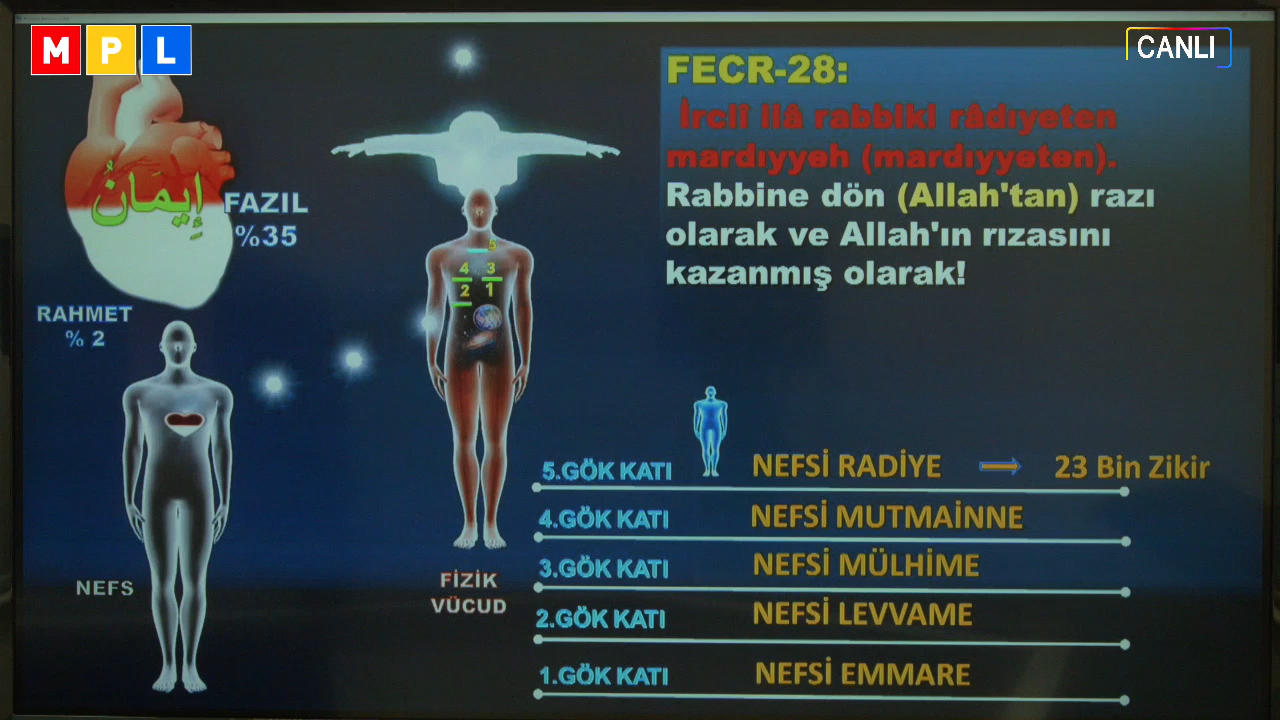 MPL
CANLI
FECR-28:
İrcîî ilâ rabbiki râdıyeten
mardıyyeh (mardıyyeten).
Rabbine dön (Allah'tan) razı
olarak ve Allah'ın rızasını
kazanmış olarak!
إِيمَانُ
FAZIL
%35
RAHMET
% 2
5
4 3
2 1
NEFS
FİZİK
VÜCUD
5.GÖK KATI NEFSİ RADİYE 23 Bin Zikir
4.GÖK KATI NEFSİ MUTMAİNNE
3.GÖK KATI NEFSİ MÜLHİME
2.GÖK KATI NEFSİ LEVVAME
1.GÖK KATI NEFSİ EMMARE